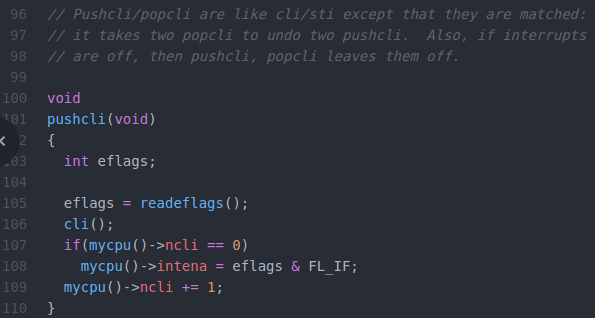 96 // Pushcli/popcli are like cli/sti except that they are matched:
97 // it takes two popcli to undo two pushcli.  Also, if interrupts
98 // are off, then pushcli, popcli leaves them off.
99
100 void
101 pushcli(void)
2 {
03   int eflags;
104
105   eflags = readeflags();
106   cli();
107   if(mycpu()->ncli == 0)
108     mycpu()->intena = eflags & FL_IF;
109   mycpu()->ncli += 1;
110 }